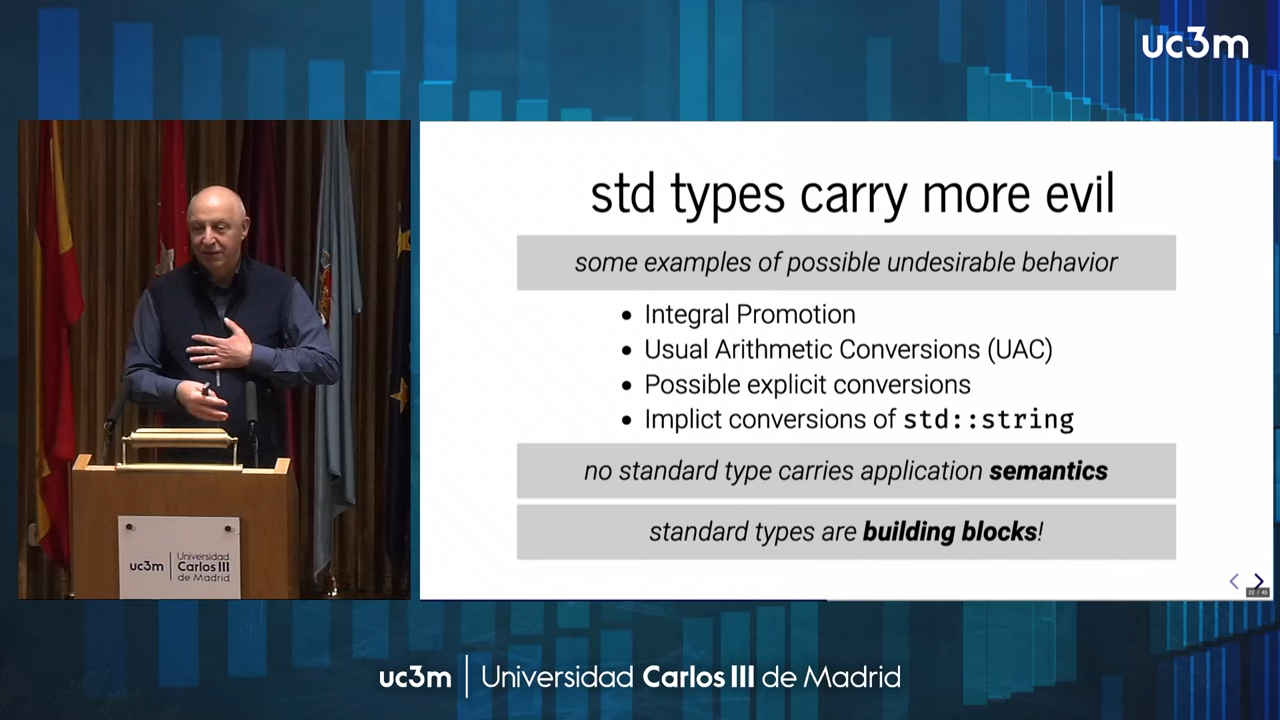 uc3m
std types carry more evil
some examples of possible undesirable behavior
• Integral Promotion
• Usual Arithmetic Conversions (UAC)
• Possible explicit conversions
• Implict conversions of std::string
no standard type carries application semantics
standard types are building blocks!
22 / 45
uc3m | Universidad
Carlos III
de Madrid
uc3m | Universidad Carlos III de Madrid